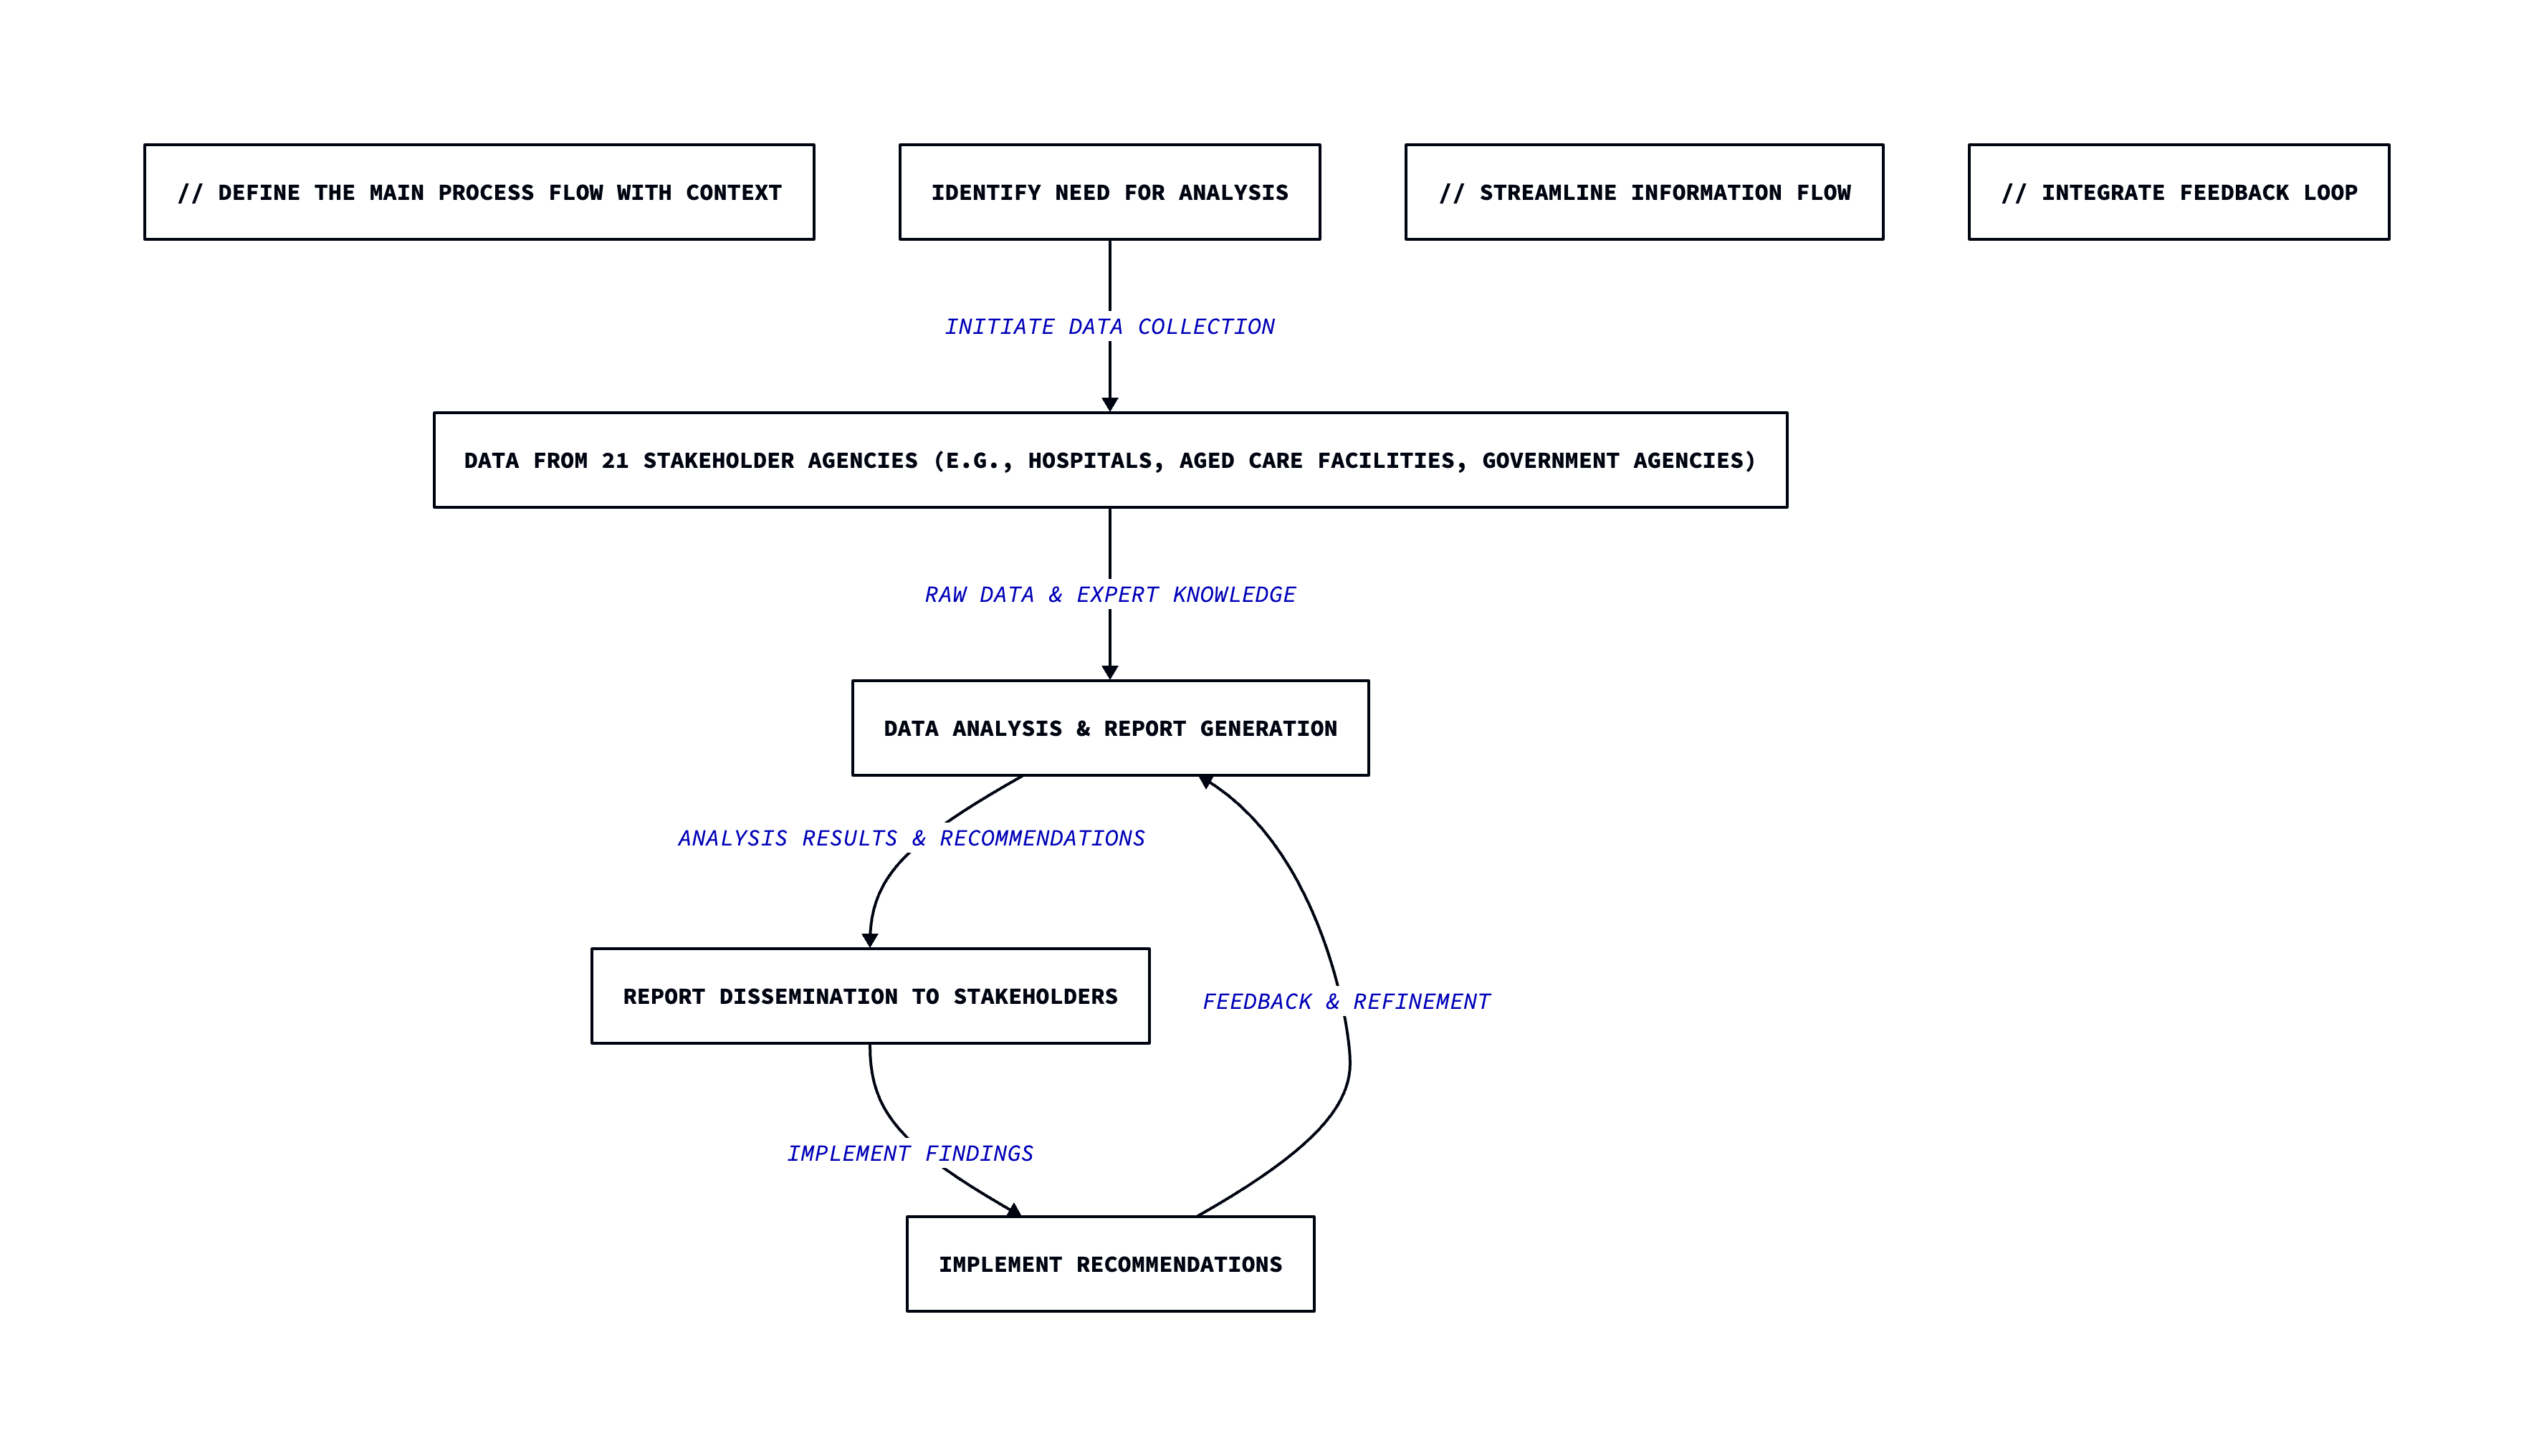 // DEFINE THE MAIN PROCESS FLOW WITH CONTEXT
IDENTIFY NEED FOR ANALYSIS
// STREAMLINE INFORMATION FLOW
// INTEGRATE FEEDBACK LOOP
INITIATE DATA COLLECTION
DATA FROM 21 STAKEHOLDER AGENCIES (E.G., HOSPITALS, AGED CARE FACILITIES, GOVERNMENT AGENCIES)
RAW DATA & EXPERT KNOWLEDGE
DATA ANALYSIS & REPORT GENERATION
ANALYSIS RESULTS & RECOMMENDATIONS
REPORT DISSEMINATION TO STAKEHOLDERS
FEEDBACK & REFINEMENT
IMPLEMENT FINDINGS
IMPLEMENT RECOMMENDATIONS